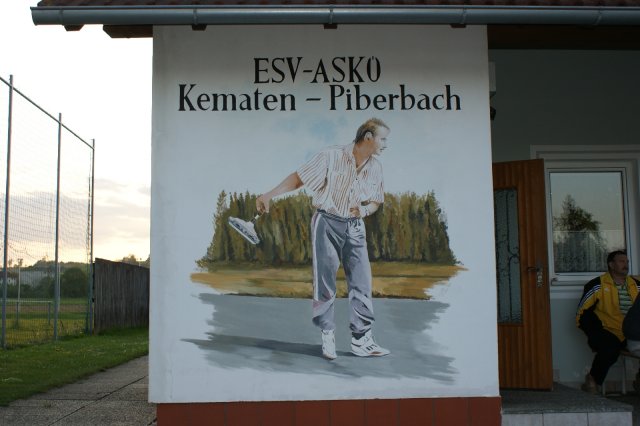 ESV-ASKÖ
Kematen - Piberbach